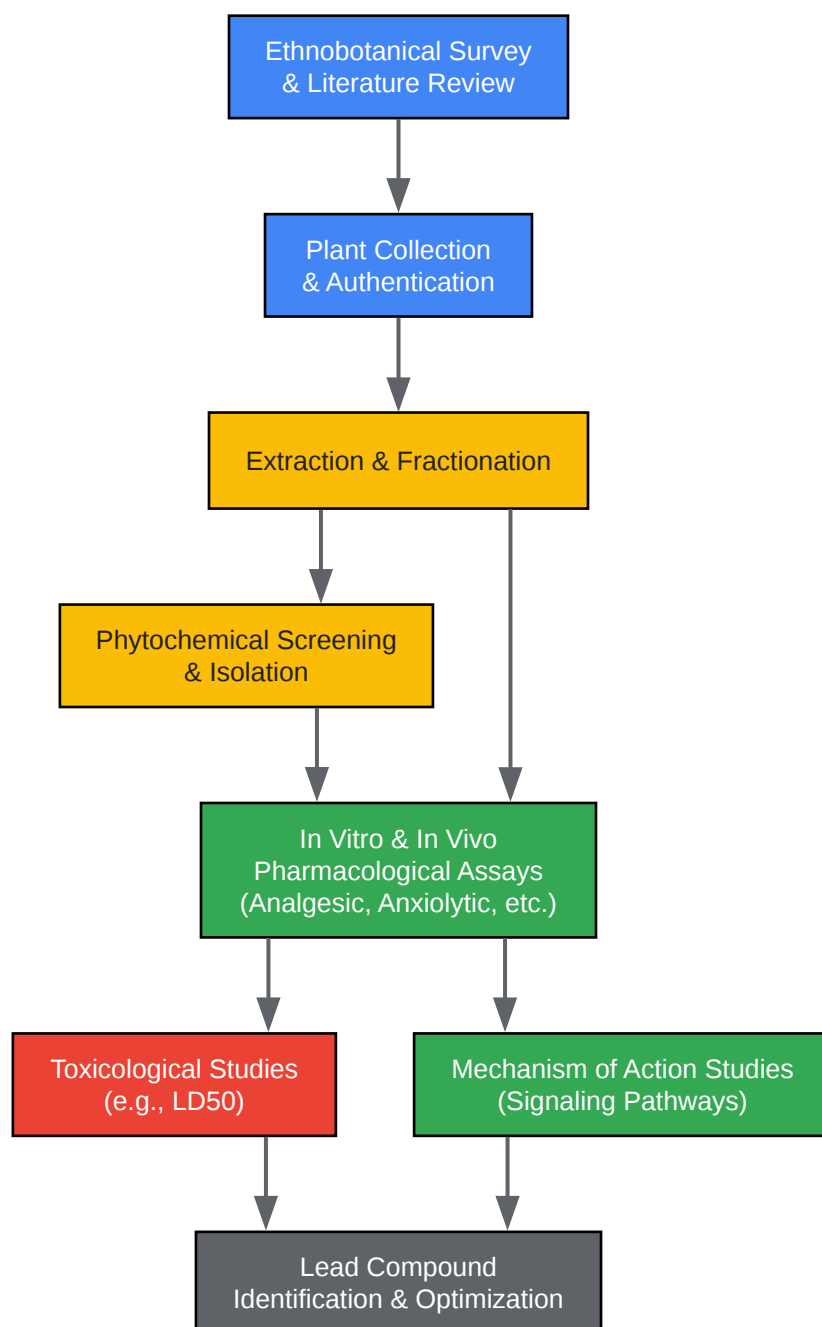 Ethnobotanical Survey
& Literature Review
Plant Collection
& Authentication
Extraction & Fractionation
Phytochemical Screening
& Isolation
In Vitro & In Vivo
Pharmacological Assays
(Analgesic, Anxiolytic, etc.)
Toxicological Studies
(e.g., LD50)
Mechanism of Action Studies
(Signaling Pathways)
Lead Compound
Identification & Optimization